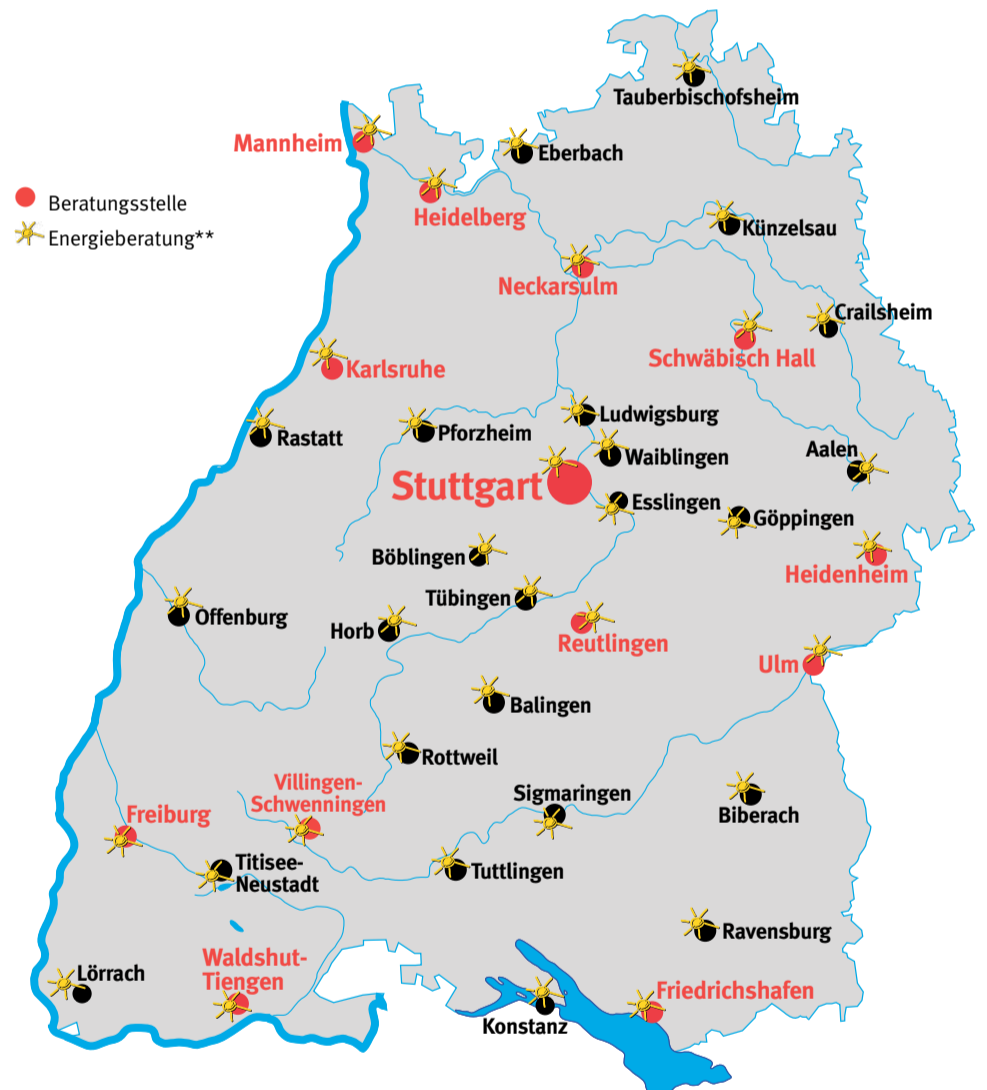 Tauberbischofsheim
Mannheim
Eberbach
Beratungsstelle
Energieberatung**
Heidelberg
Künzelsau
Neckarsulm
Crailsheim
Schwäbisch Hall
Karlsruhe
Ludwigsburg
Rastatt
Pforzheim
Waiblingen
Aalen
Stuttgart
Esslingen
Göppingen
Böblingen
Heidenheim
Tübingen
Offenburg
Horb
Reutlingen
Ulm
Balingen
Rottweil
Villingen-
Schwenningen
Sigmaringen
Biberach
Freiburg
Titisee-
Neustadt
Tuttlingen
Ravensburg
Waldshut-
Tiengen
Lörrach
Friedrichshafen
Konstanz